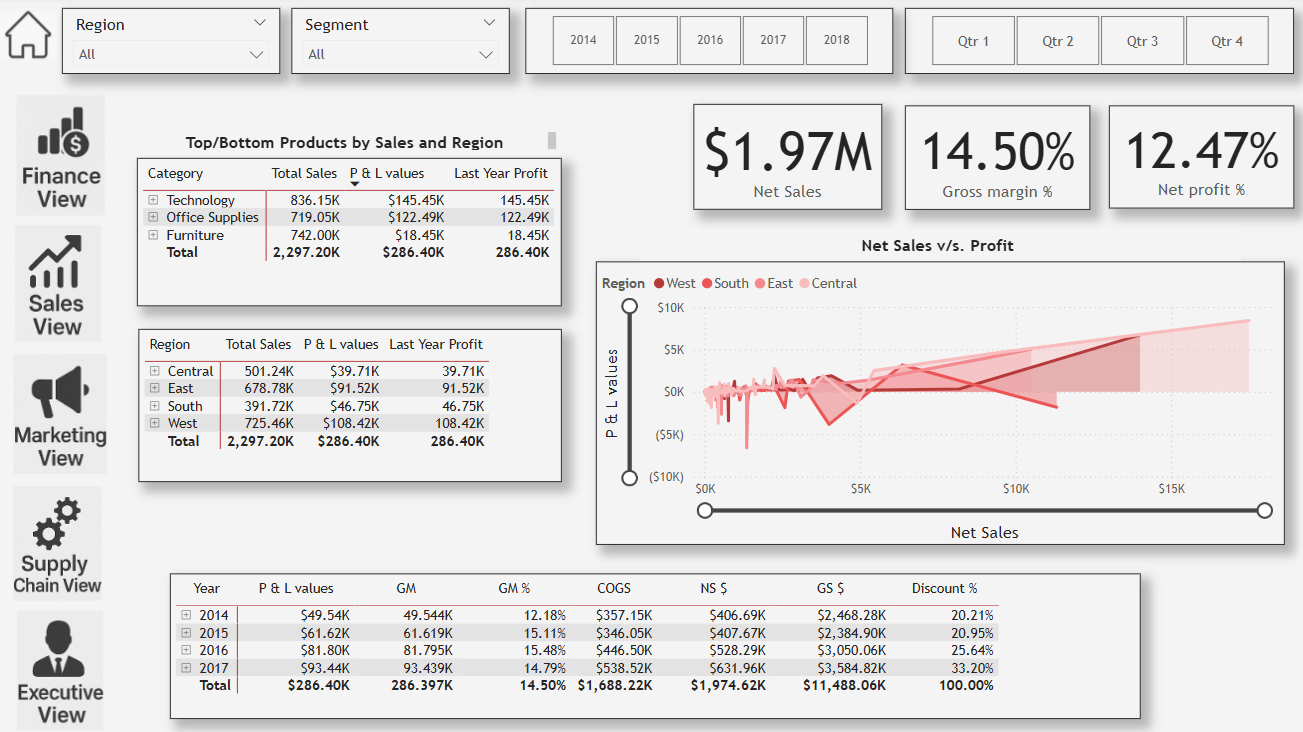 Region
All
Segment
All
2014 2015 2016 2017 2018
Qtr 1 Qtr 2 Qtr 3 Qtr 4
Finance
View
Sales
View
Marketing
View
Supply
Chain View
Executive
View
Top/Bottom Products by Sales and Region
Category Total Sales P & L values Last Year Profit
Technology 836.15K $145.45K 145.45K
Office Supplies 719.05K $122.49K 122.49K
Furniture 742.00K $18.45K 18.45K
Total 2,297.20K $286.40K 286.40K
Region Total Sales P & L values Last Year Profit
Central 501.24K $39.71K 39.71K
East 678.78K $91.52K 91.52K
South 391.72K $46.75K 46.75K
West 725.46K $108.42K 108.42K
Total 2,297.20K $286.40K 286.40K
$1.97M
Net Sales
14.50%
Gross margin %
12.47%
Net profit %
Net Sales v/s. Profit
Region West South East Central
P & L values
$10K
$5K
$0K
($5K)
($10K)
$0K $5K $10K $15K
Net Sales
Year P & L values GM GM % COGS NS $ GS $ Discount %
2014 $49.54K 49.544K 12.18% $357.15K $406.69K $2,468.28K 20.21%
2015 $61.62K 61.619K 15.11% $346.05K $407.67K $2,384.90K 20.95%
2016 $81.80K 81.795K 15.48% $446.50K $528.29K $3,050.06K 25.64%
2017 $93.44K 93.439K 14.79% $538.52K $631.96K $3,584.82K 33.20%
Total $286.40K 286.397K 14.50% $1,688.22K $1,974.62K $11,488.06K 100.00%